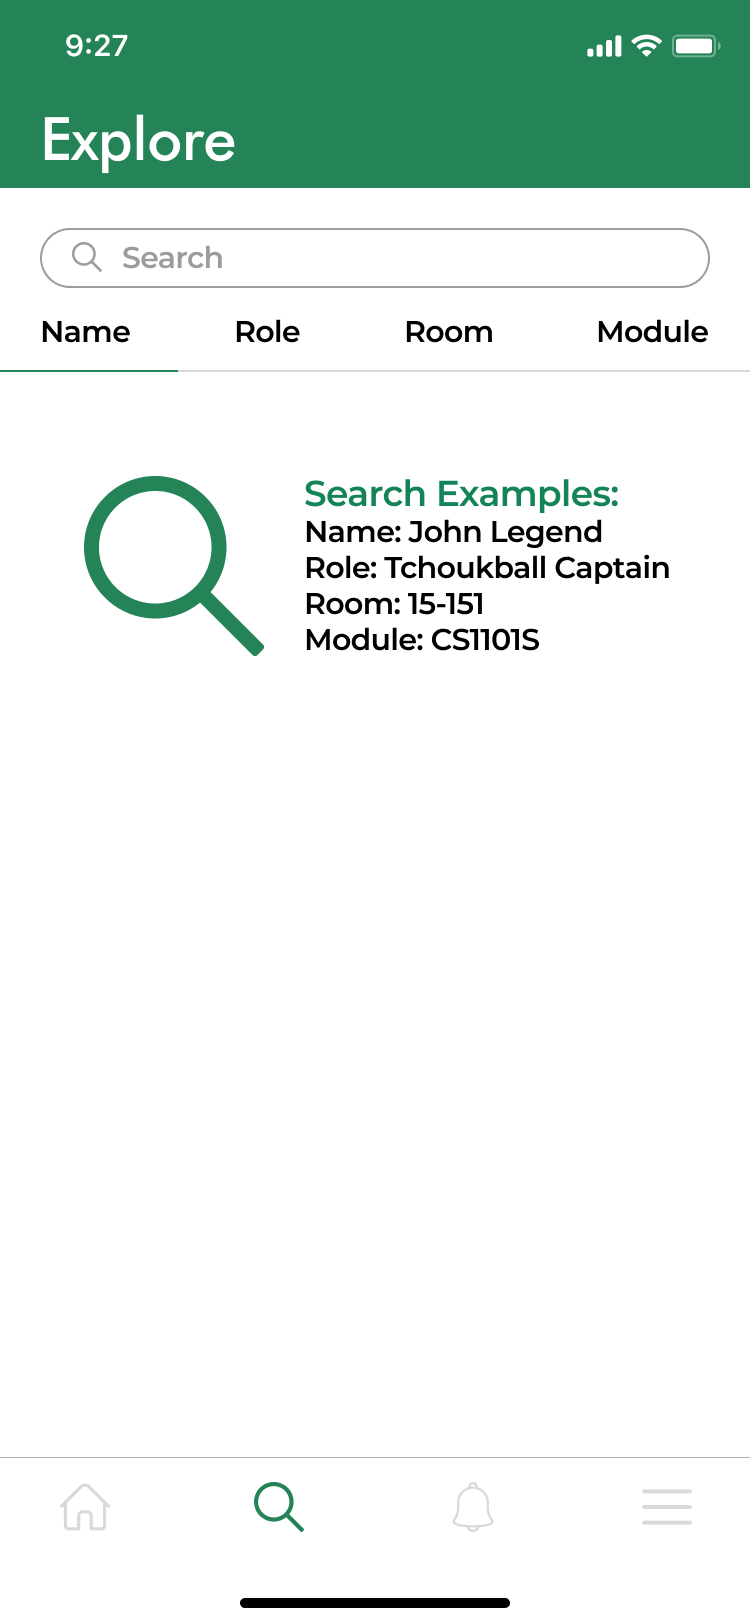 9:27
Explore
Search
Name Role Room Module
Search Examples:
Name: John Legend
Role: Tchoukball Captain
Room: 15-151
Module: CS1101S